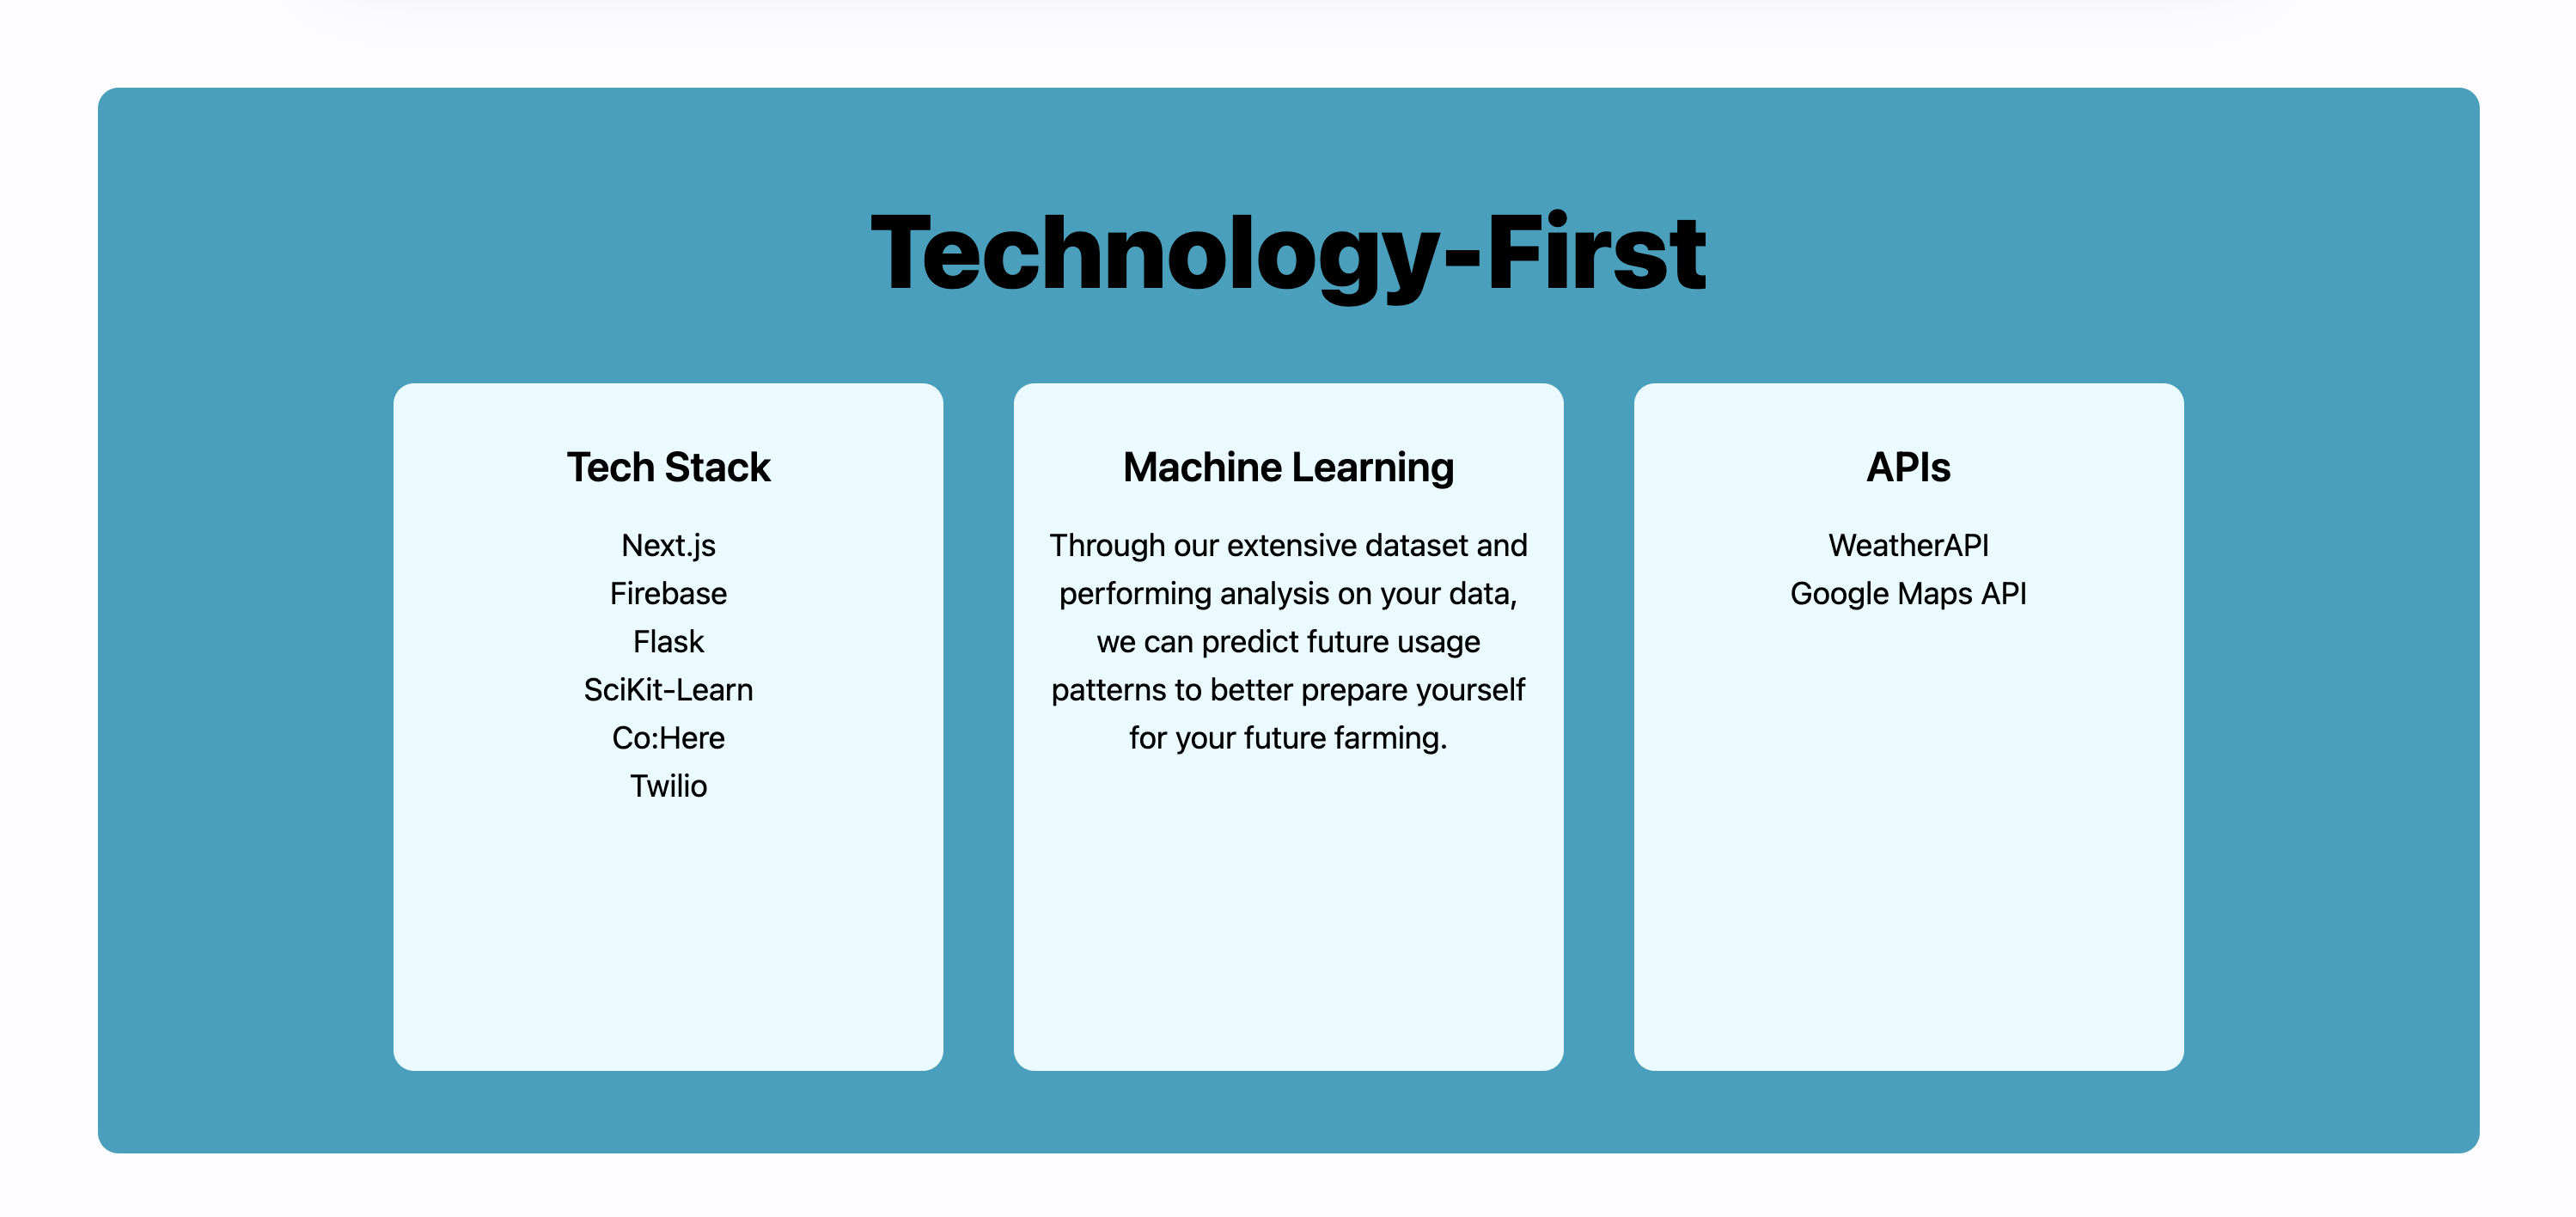 Technology-First
Tech Stack
Next.js
Firebase
Flask
SciKit-Learn
Co:Here
Twilio
Machine Learning
Through our extensive dataset and
performing analysis on your data,
we can predict future usage
patterns to better prepare yourself
for your future farming.
APIs
WeatherAPI
Google Maps API